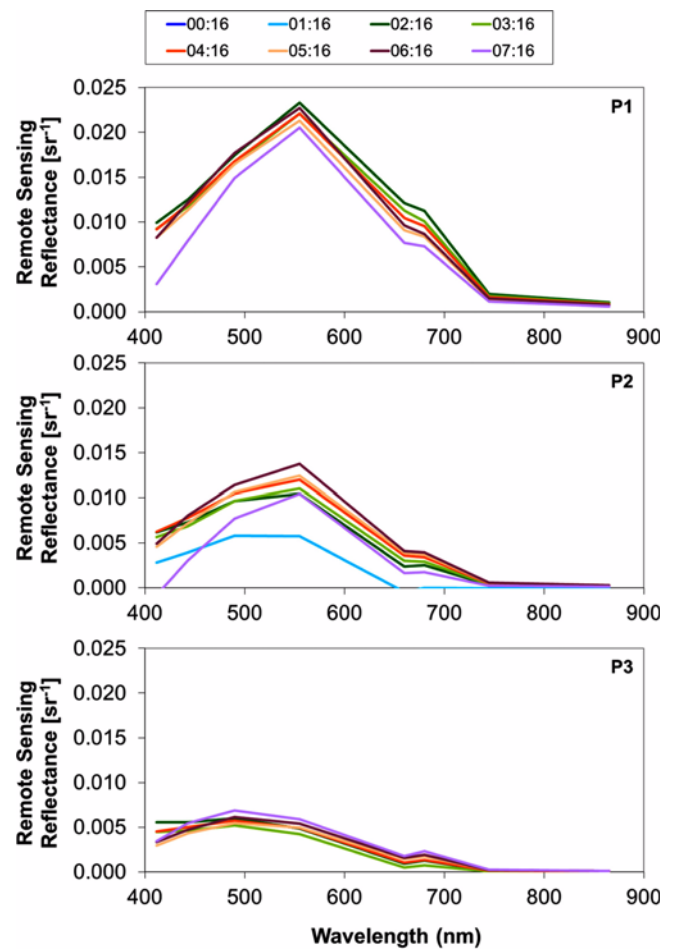 00:16 01:16 02:16 03:16
04:16 05:16 06:16 07:16
P1
Remote Sensing
Reflectance [sr⁻¹]
0.025
0.020
0.015
0.010
0.005
0.000
400 500 600 700 800 900
P2
Remote Sensing
Reflectance [sr⁻¹]
0.025
0.020
0.015
0.010
0.005
0.000
400 500 600 700 800 900
P3
Remote Sensing
Reflectance [sr⁻¹]
0.025
0.020
0.015
0.010
0.005
0.000
400 500 600 700 800 900
Wavelength (nm)